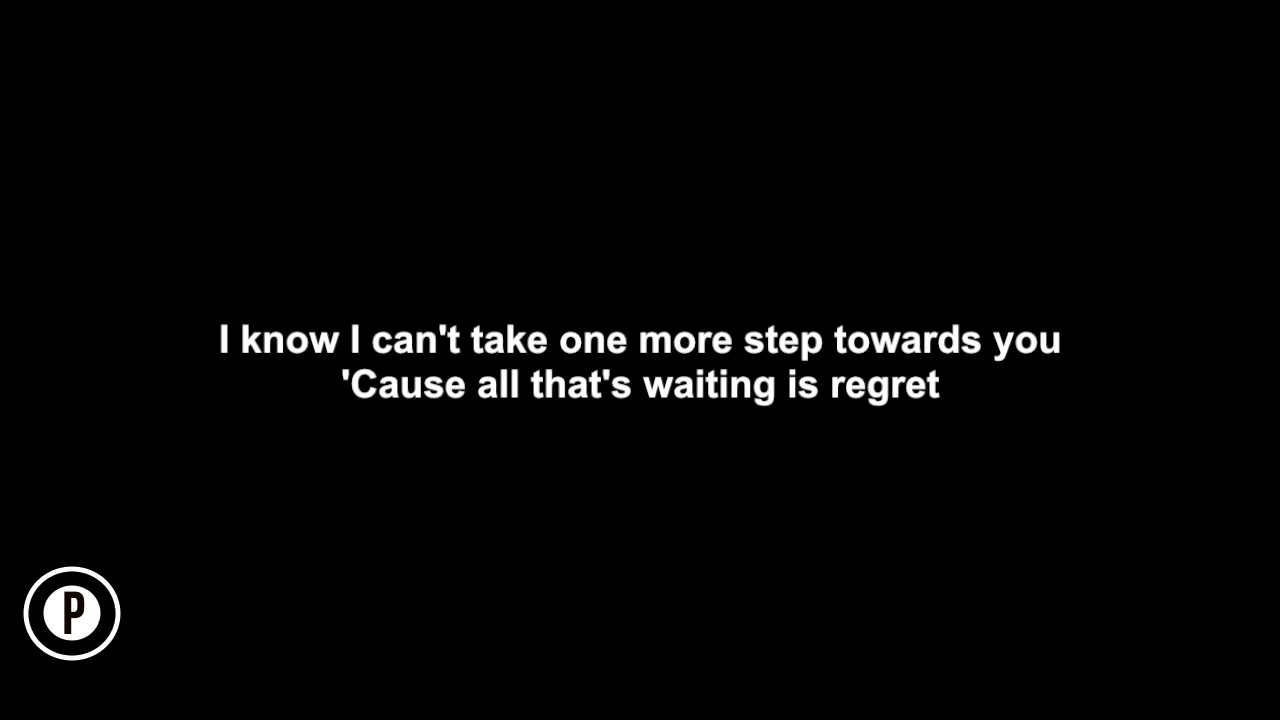 I know I can't take one more step towards you
'Cause all that's waiting is regret
P